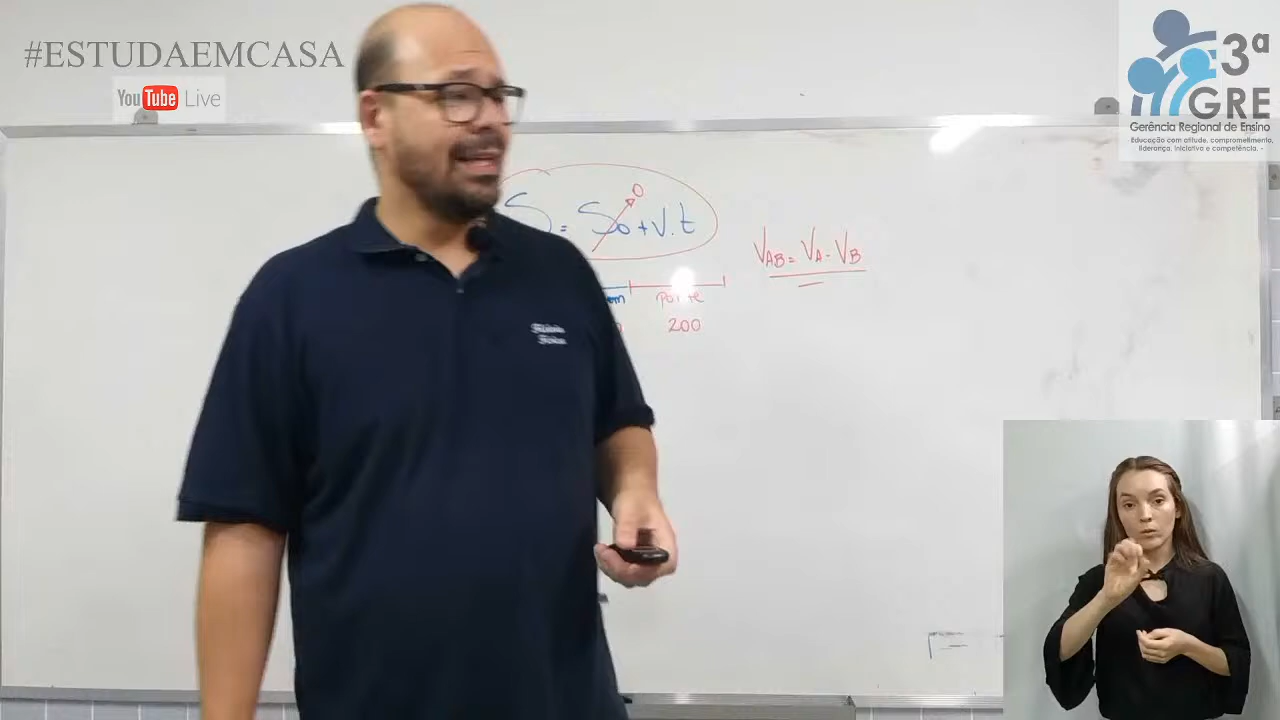 #ESTUDAEMCASA
YouTube Live
3ª
GRE
Gerência Regional de Ensino
Educação com atitude, comprometimento,
liderança, iniciativa e competência. -
S = So + V.t
0
VAB = VA - VB
ponte
200